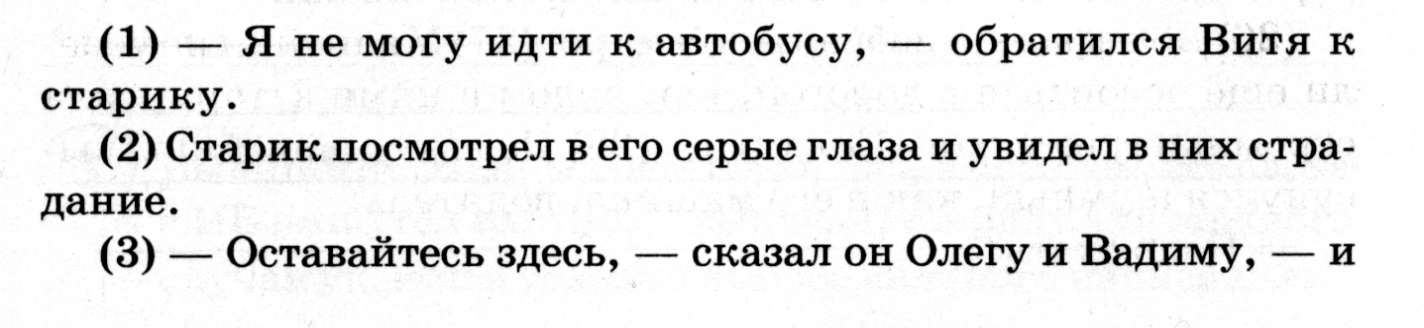 (1) — Я не могу идти к автобусу, — обратился Витя к
старику.
(2) Старик посмотрел в его серые глаза и увидел в них стра-
дание.
(3) — Оставайтесь здесь, — сказал он Олегу и Вадиму, — и